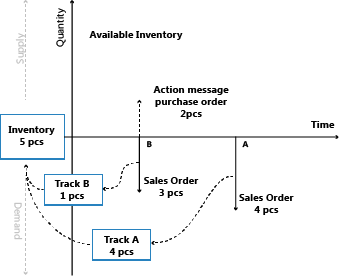 Supply
Quantity
Available Inventory
Action message
purchase order
2pcs
Time
Inventory
5 pcs
B
A
Track B
1 pcs
Sales Order
3 pcs
Sales Order
4 pcs
Demand
Track A
4 pcs